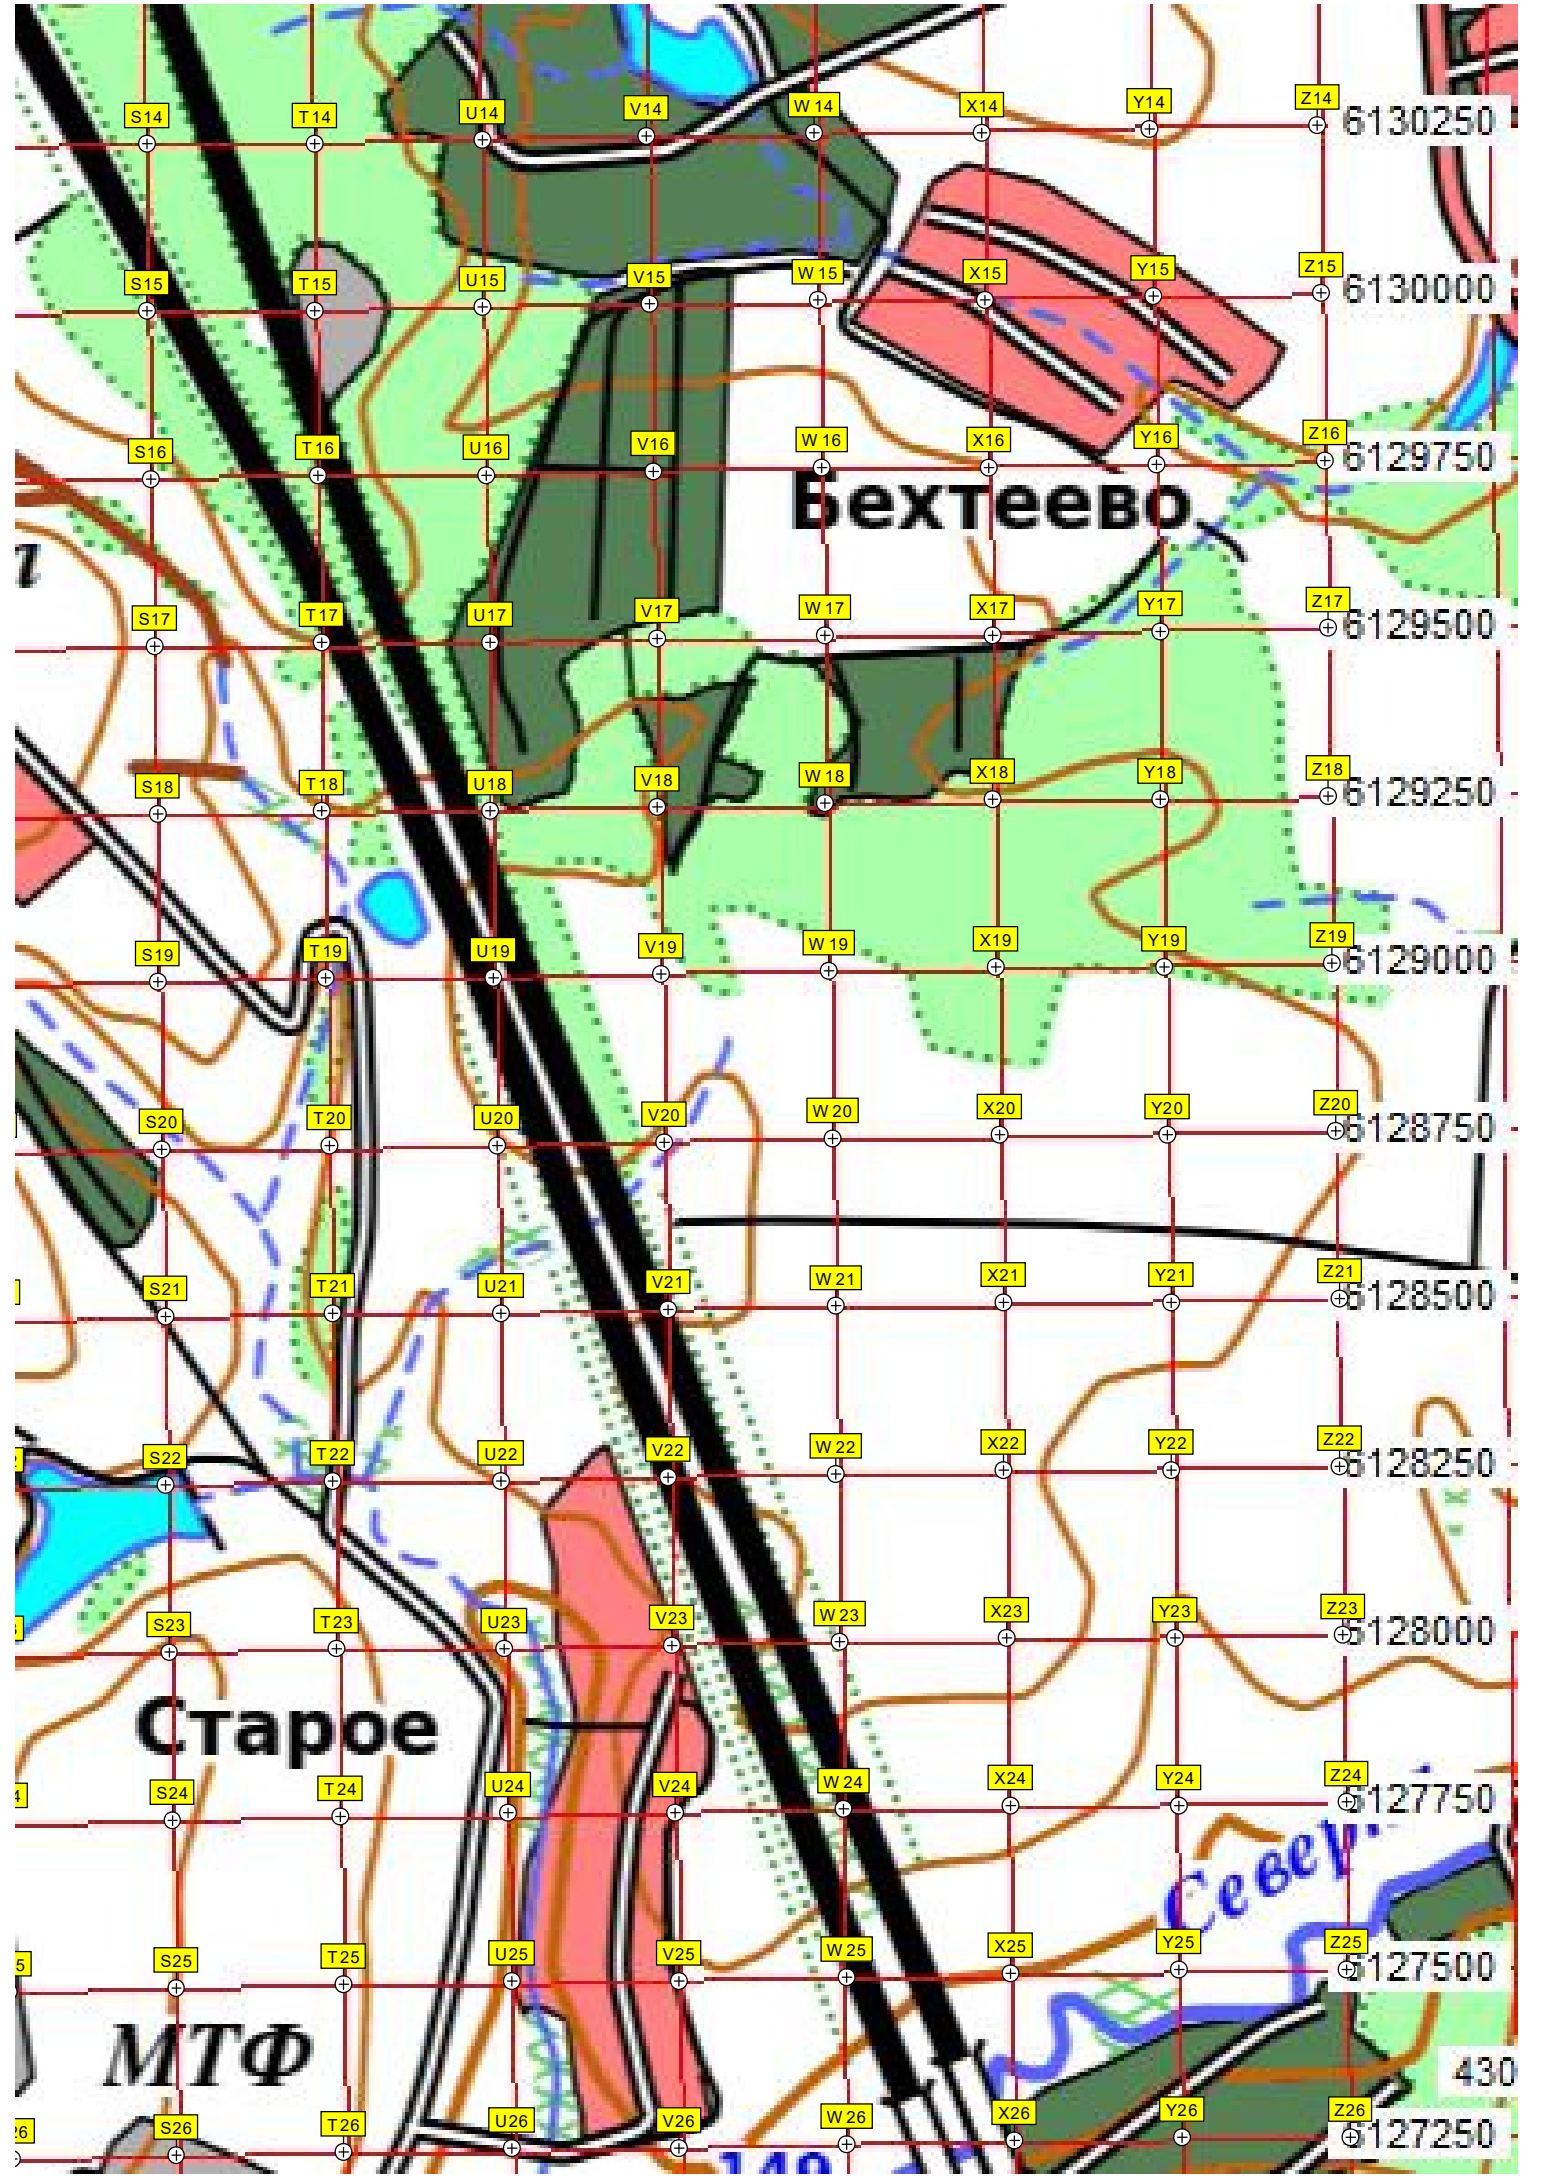 S14 T14 U14 V14 W14 X14 Y14 Z14 6130250
S15 T15 U15 V15 W15 X15 Y15 Z15 6130000
S16 T16 U16 V16 W16 X16 Y16 Z16 6129750
Бехтеево
S17 T17 U17 V17 W17 X17 Y17 Z17 6129500
S18 T18 U18 V18 W18 X18 Y18 Z18 6129250
S19 T19 U19 V19 W19 X19 Y19 Z19 6129000
S20 T20 U20 V20 W20 X20 Y20 Z20 6128750
S21 T21 U21 V21 W21 X21 Y21 Z21 6128500
S22 T22 U22 V22 W22 X22 Y22 Z22 6128250
S23 T23 U23 V23 W23 X23 Y23 Z23 6128000
Старое
S24 T24 U24 V24 W24 X24 Y24 Z24 6127750
Север
S25 T25 U25 V25 W25 X25 Y25 Z25 6127500
МТФ
430
S26 T26 U26 V26 W26 X26 Y26 Z26 6127250
149